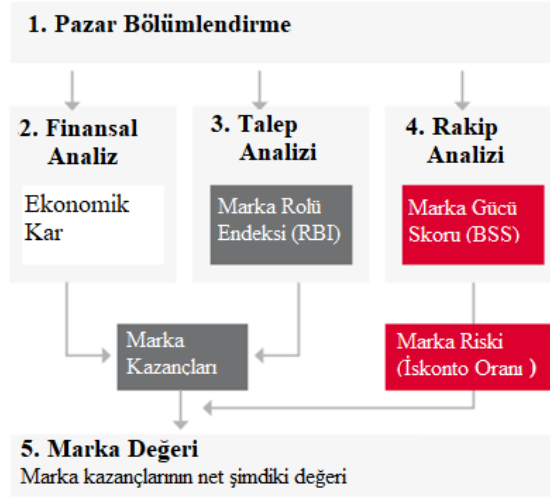 1. Pazar Bölümlendirme
2. Finansal
Analiz
Ekonomik
Kar
3. Talep
Analizi
Marka Rolü
Endeksi (RBI)
4. Rakip
Analizi
Marka Gücü
Skoru (BSS)
Marka
Kazançları
Marka Riski
(İskonto Oranı )
5. Marka Değeri
Marka kazançlarının net şimdiki değeri